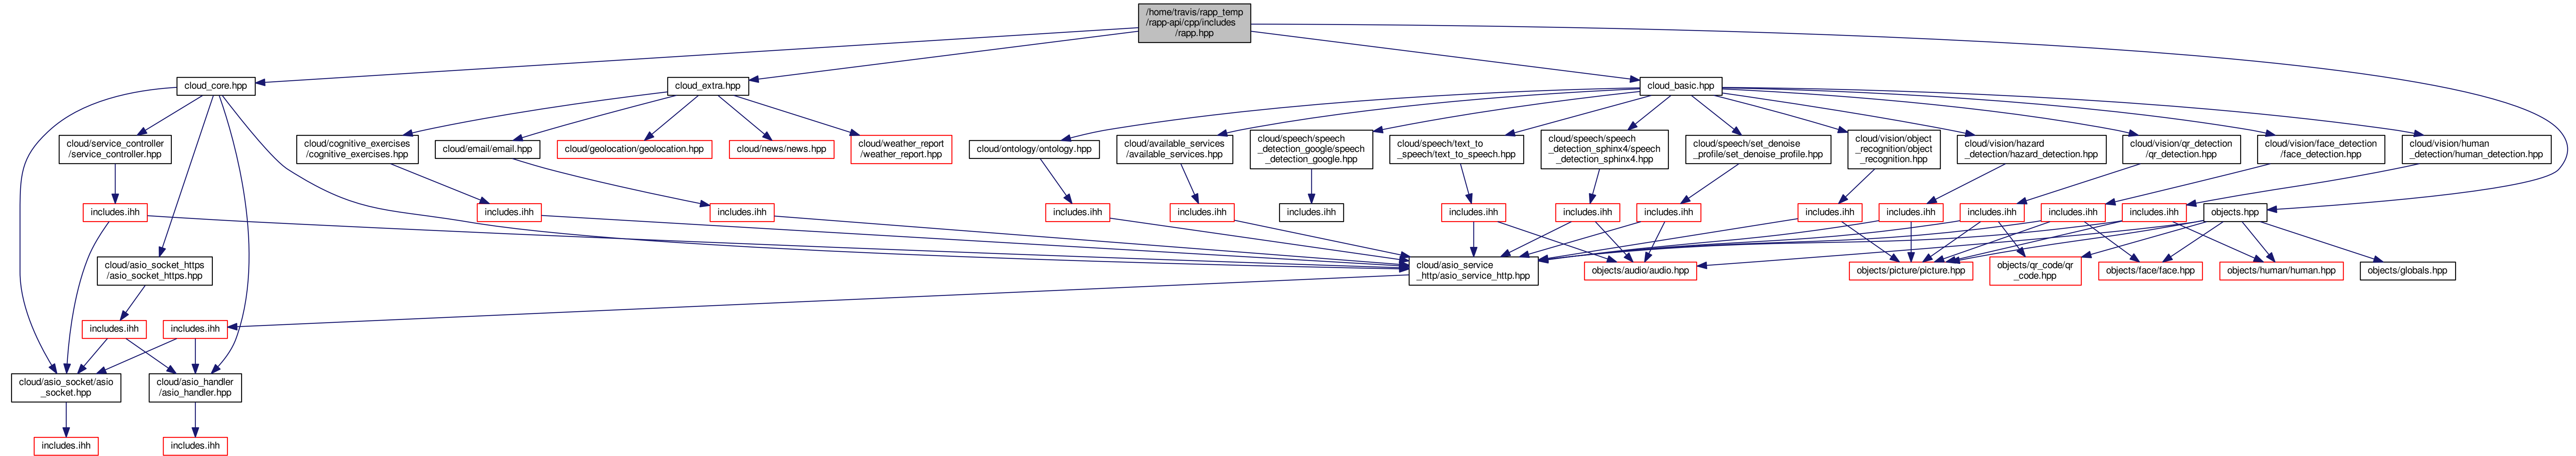 /home/travis/rapp_temp
/rapp-api/cpp/includes
/rapp.hpp
cloud_core.hpp
cloud_extra.hpp
cloud_basic.hpp
cloud/service_controller
/service_controller.hpp
cloud/cognitive_exercises
/cognitive_exercises.hpp
cloud/email/email.hpp
cloud/geolocation/geolocation.hpp
cloud/news/news.hpp
cloud/weather_report
/weather_report.hpp
cloud/ontology/ontology.hpp
cloud/available_services
/available_services.hpp
cloud/speech/speech
_detection_google/speech
_detection_google.hpp
cloud/speech/text_to
_speech/text_to_speech.hpp
cloud/speech/speech
_detection_sphinx4/speech
_detection_sphinx4.hpp
cloud/speech/set_denoise
_profile/set_denoise_profile.hpp
cloud/vision/object
_recognition/object
_recognition.hpp
cloud/vision/hazard
_detection/hazard_detection.hpp
cloud/vision/qr_detection
/qr_detection.hpp
cloud/vision/face_detection
/face_detection.hpp
cloud/vision/human
_detection/human_detection.hpp
includes.ihh
includes.ihh
includes.ihh
includes.ihh
includes.ihh
includes.ihh
includes.ihh
includes.ihh
includes.ihh
includes.ihh
includes.ihh
includes.ihh
includes.ihh
includes.ihh
objects.hpp
cloud/asio_socket_https
/asio_socket_https.hpp
cloud/asio_service
_http/asio_service_http.hpp
objects/audio/audio.hpp
objects/picture/picture.hpp
objects/qr_code/qr
_code.hpp
objects/face/face.hpp
objects/human/human.hpp
objects/globals.hpp
includes.ihh
includes.ihh
cloud/asio_socket/asio
_socket.hpp
cloud/asio_handler
/asio_handler.hpp
includes.ihh
includes.ihh